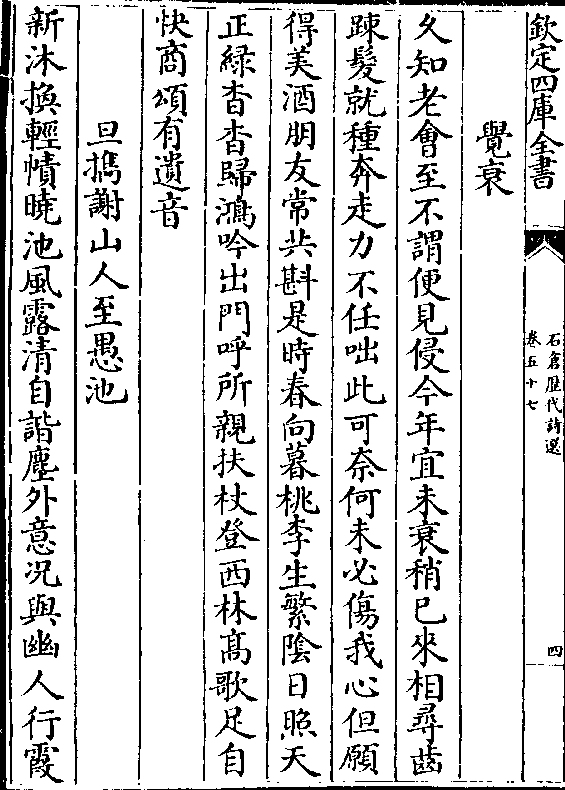 欽定四庫全書
石倉歷代詩選
卷五十七
四
覺衰
久知老會至不謂便見侵今年宜未衰稍已來相尋齒
踈髮就種奔走力不任咄此可奈何未必傷我心但願
得美酒朋友常共斟是時春向暮桃李生繁陰日照天
正緑杳杳歸鴻吟出門呼所親扶杖登西林髙歌足自
快商頌有遺音
旦擕謝山人至愚池
新沐換輕幘曉池風露清自諧塵外意况與幽人行霞